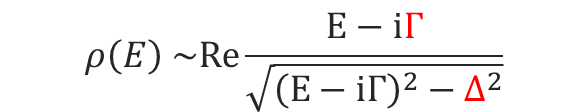 ρ(E) ~Re (E − iΓ) / √((E − iΓ)² − Δ²)